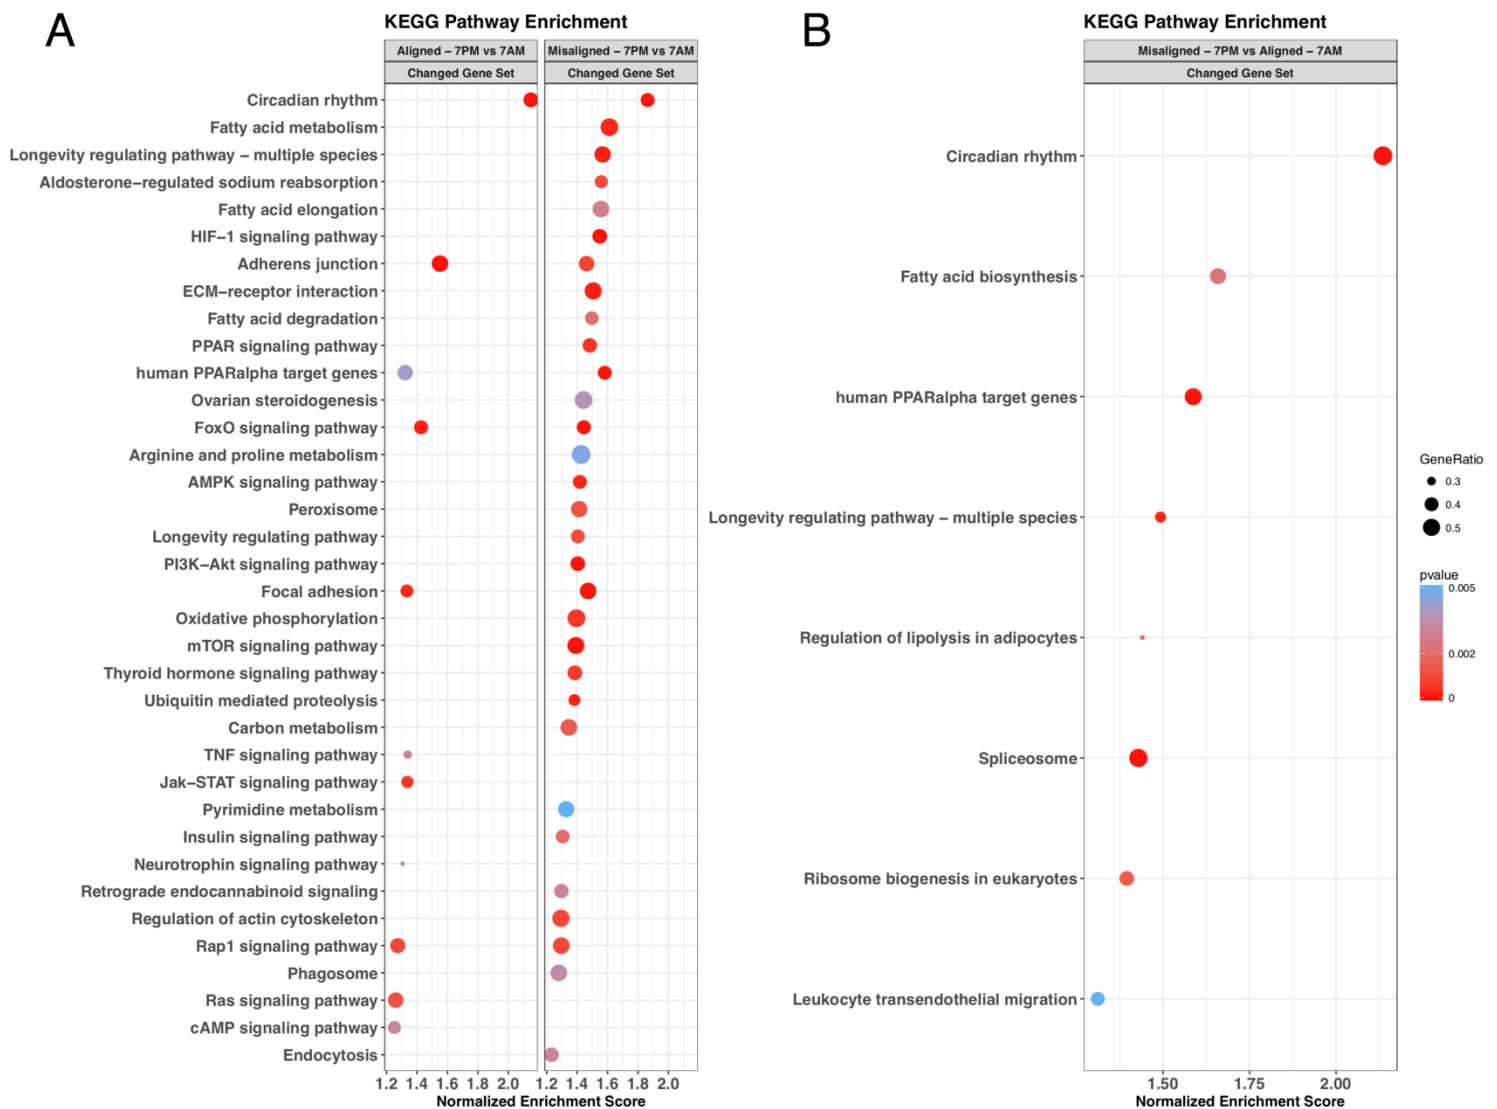 A
KEGG Pathway Enrichment
Aligned – 7PM vs 7AM
Misaligned – 7PM vs 7AM
Changed Gene Set
Changed Gene Set
Circadian rhythm
Fatty acid metabolism
Longevity regulating pathway – multiple species
Aldosterone–regulated sodium reabsorption
Fatty acid elongation
HIF–1 signaling pathway
Adherens junction
ECM–receptor interaction
Fatty acid degradation
PPAR signaling pathway
human PPARalpha target genes
Ovarian steroidogenesis
FoxO signaling pathway
Arginine and proline metabolism
AMPK signaling pathway
Peroxisome
Longevity regulating pathway
PI3K–Akt signaling pathway
Focal adhesion
Oxidative phosphorylation
mTOR signaling pathway
Thyroid hormone signaling pathway
Ubiquitin mediated proteolysis
Carbon metabolism
TNF signaling pathway
Jak–STAT signaling pathway
Pyrimidine metabolism
Insulin signaling pathway
Neurotrophin signaling pathway
Retrograde endocannabinoid signaling
Regulation of actin cytoskeleton
Rap1 signaling pathway
Phagosome
Ras signaling pathway
cAMP signaling pathway
Endocytosis
1.2 1.4 1.6 1.8 2.0
1.2 1.4 1.6 1.8 2.0
Normalized Enrichment Score
B
KEGG Pathway Enrichment
Misaligned – 7PM vs Aligned – 7AM
Changed Gene Set
Circadian rhythm
Fatty acid biosynthesis
human PPARalpha target genes
Longevity regulating pathway – multiple species
Regulation of lipolysis in adipocytes
Spliceosome
Ribosome biogenesis in eukaryotes
Leukocyte transendothelial migration
1.50 1.75 2.00
Normalized Enrichment Score
GeneRatio
0.3
0.4
0.5
pvalue
0.005
0.002
0